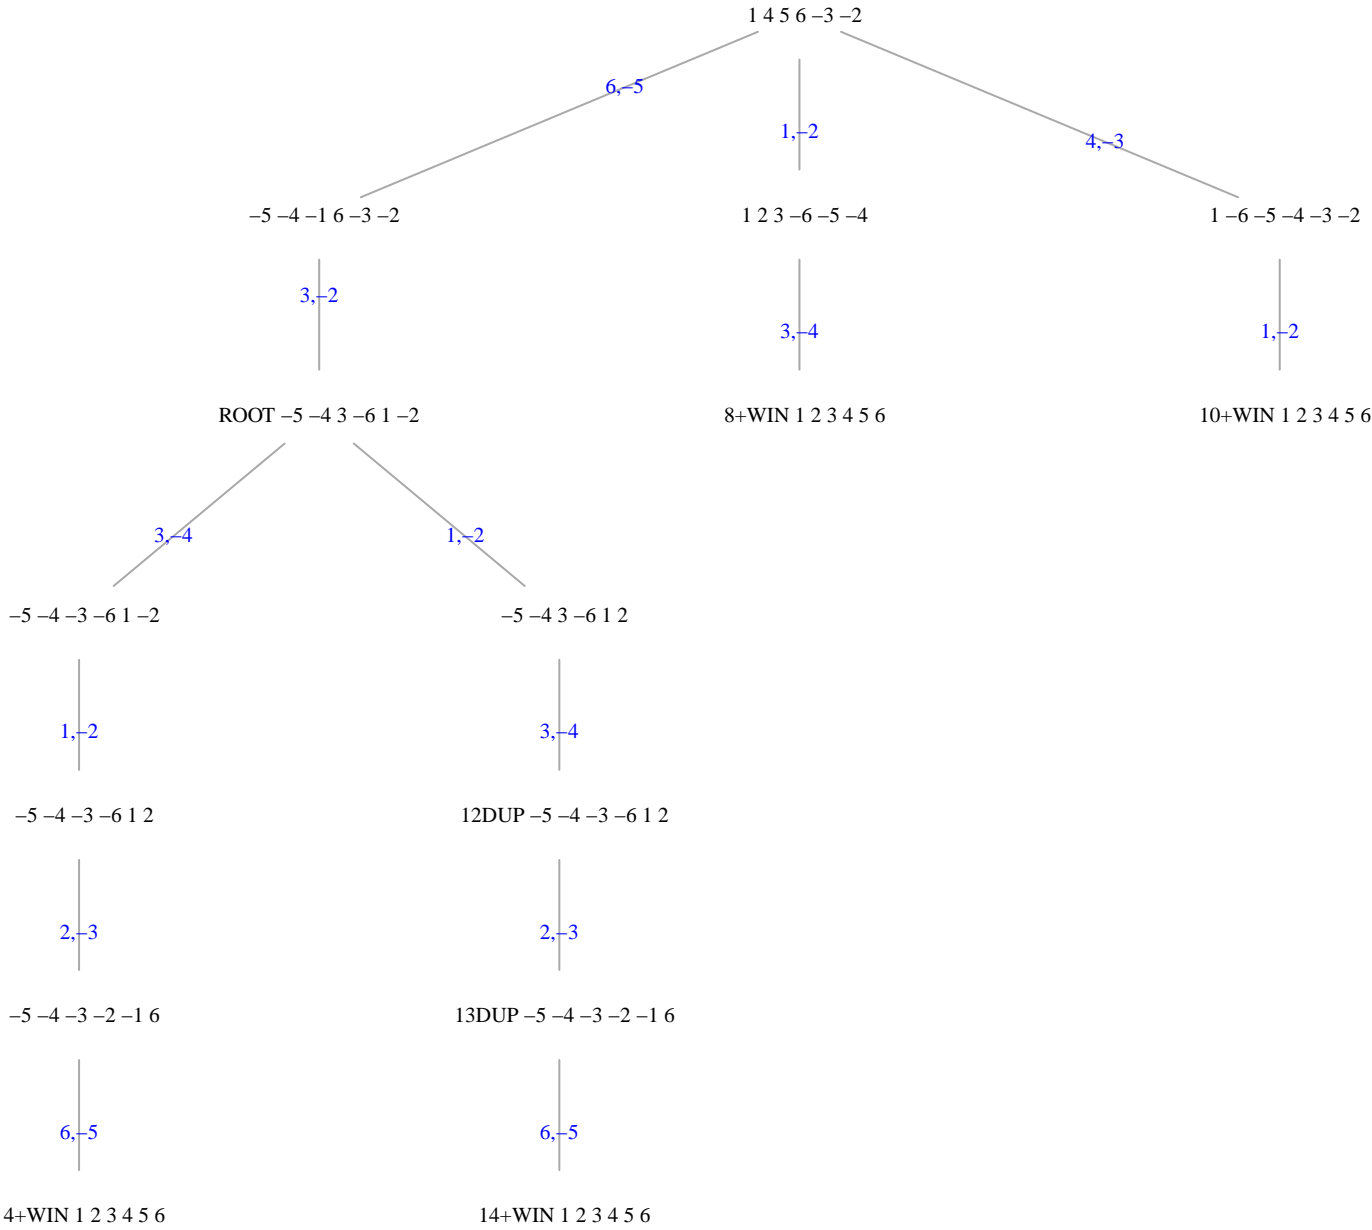 1 4 5 6 –3 –2
6,–5
1,–2
4,–3
–5 –4 –1 6 –3 –2
1 2 3 –6 –5 –4
1 –6 –5 –4 –3 –2
3,–2
3,–4
1,–2
ROOT –5 –4 3 –6 1 –2
8+WIN 1 2 3 4 5 6
10+WIN 1 2 3 4 5 6
3,–4
1,–2
–5 –4 –3 –6 1 –2
–5 –4 3 –6 1 2
1,–2
3,–4
–5 –4 –3 –6 1 2
12DUP –5 –4 –3 –6 1 2
2,–3
2,–3
–5 –4 –3 –2 –1 6
13DUP –5 –4 –3 –2 –1 6
6,–5
6,–5
4+WIN 1 2 3 4 5 6
14+WIN 1 2 3 4 5 6